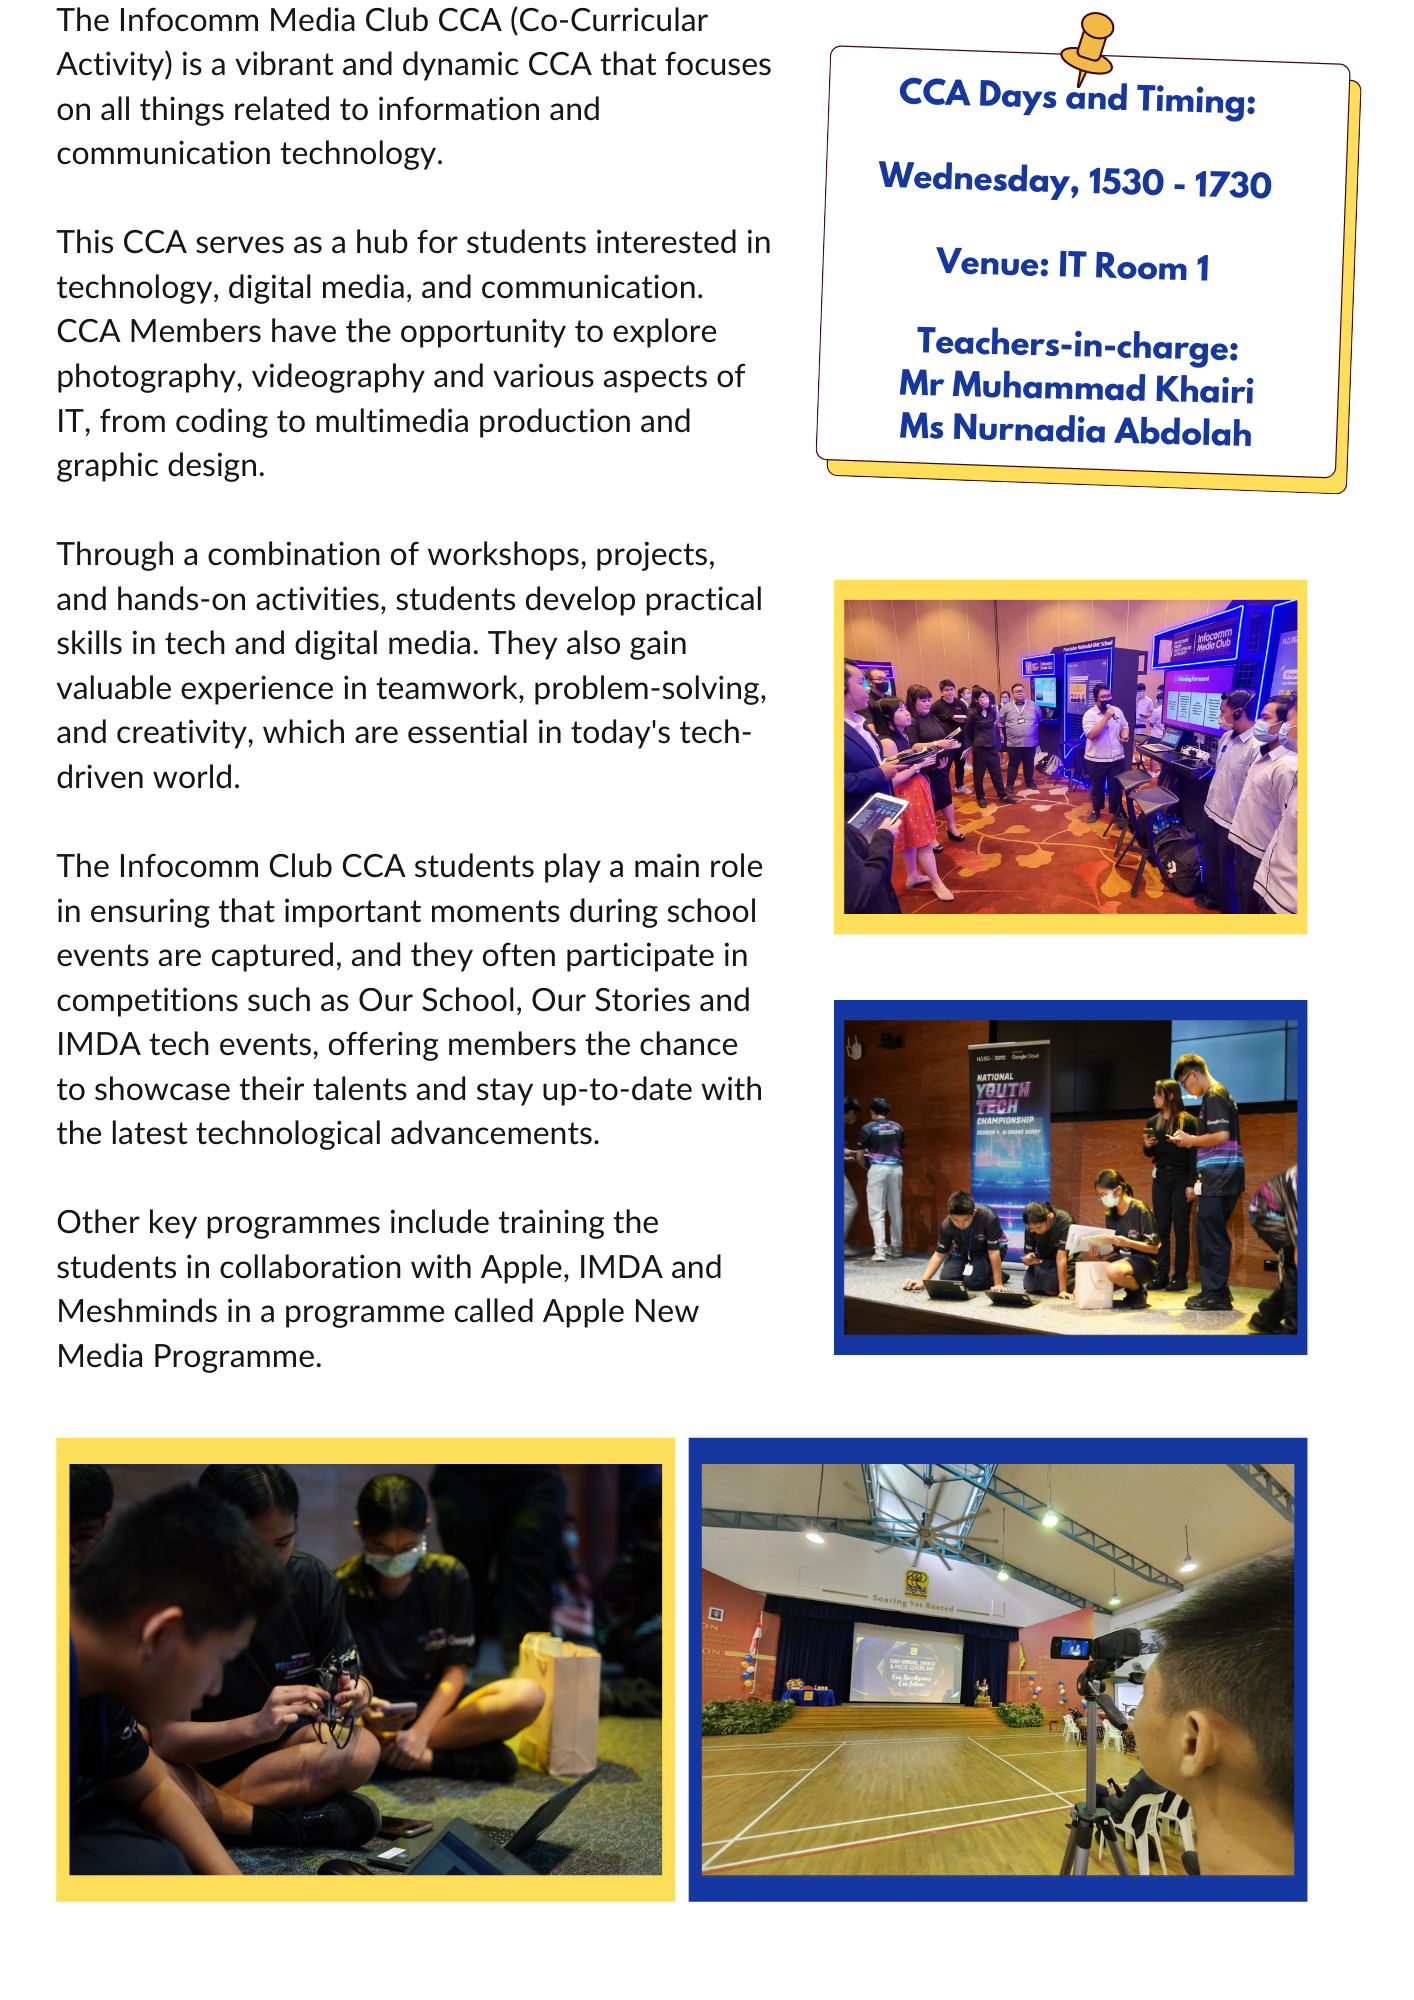 The Infocomm Media Club CCA (Co-Curricular
Activity) is a vibrant and dynamic CCA that focuses
on all things related to information and
communication technology.
This CCA serves as a hub for students interested in
technology, digital media, and communication.
CCA Members have the opportunity to explore
photography, videography and various aspects of
IT, from coding to multimedia production and
graphic design.
Through a combination of workshops, projects,
and hands-on activities, students develop practical
skills in tech and digital media. They also gain
valuable experience in teamwork, problem-solving,
and creativity, which are essential in today's tech-
driven world.
The Infocomm Club CCA students play a main role
in ensuring that important moments during school
events are captured, and they often participate in
competitions such as Our School, Our Stories and
IMDA tech events, offering members the chance
to showcase their talents and stay up-to-date with
the latest technological advancements.
Other key programmes include training the
students in collaboration with Apple, IMDA and
Meshminds in a programme called Apple New
Media Programme.
CCA Days and Timing:
Wednesday, 1530 - 1730
Venue: IT Room 1
Teachers-in-charge:
Mr Muhammad Khairi
Ms Nurnadia Abdolah
Infocomm
Media Club
Moving Forward
Google Cloud
NATIONAL
YOUTH
TECH
CHAMPIONSHIP
Soaring Yet Rooted